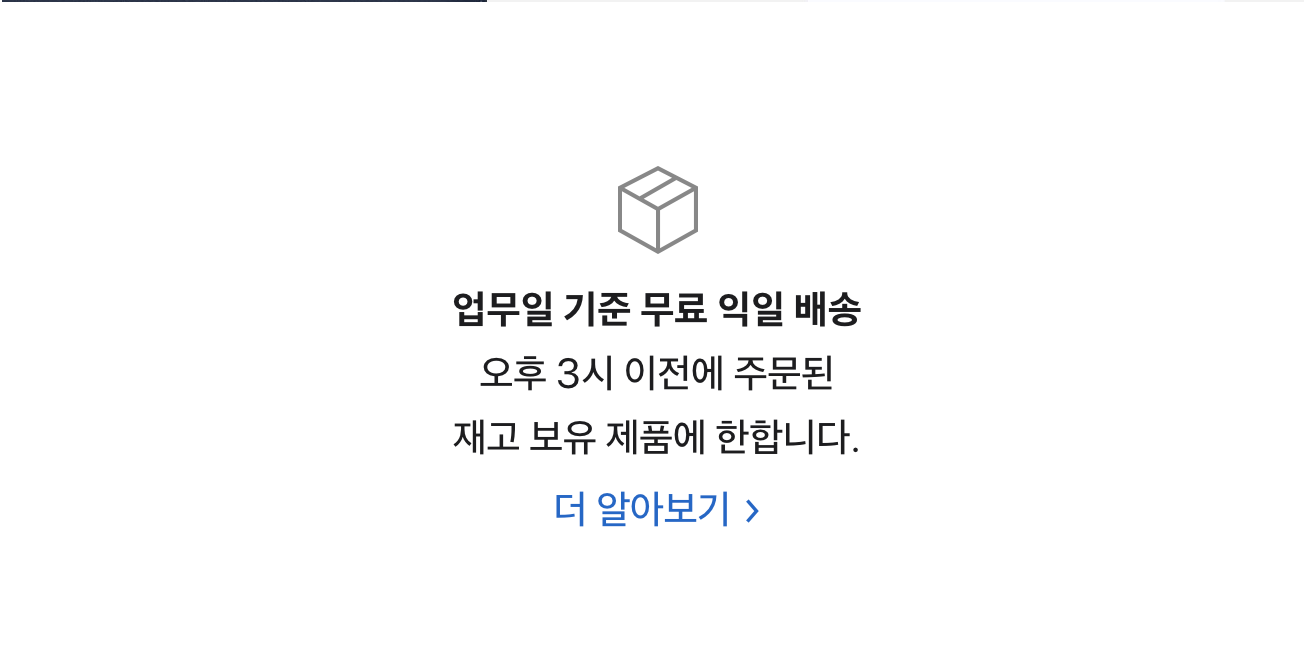 업무일 기준 무료 익일 배송
오후 3시 이전에 주문된
재고 보유 제품에 한합니다.
더 알아보기 >